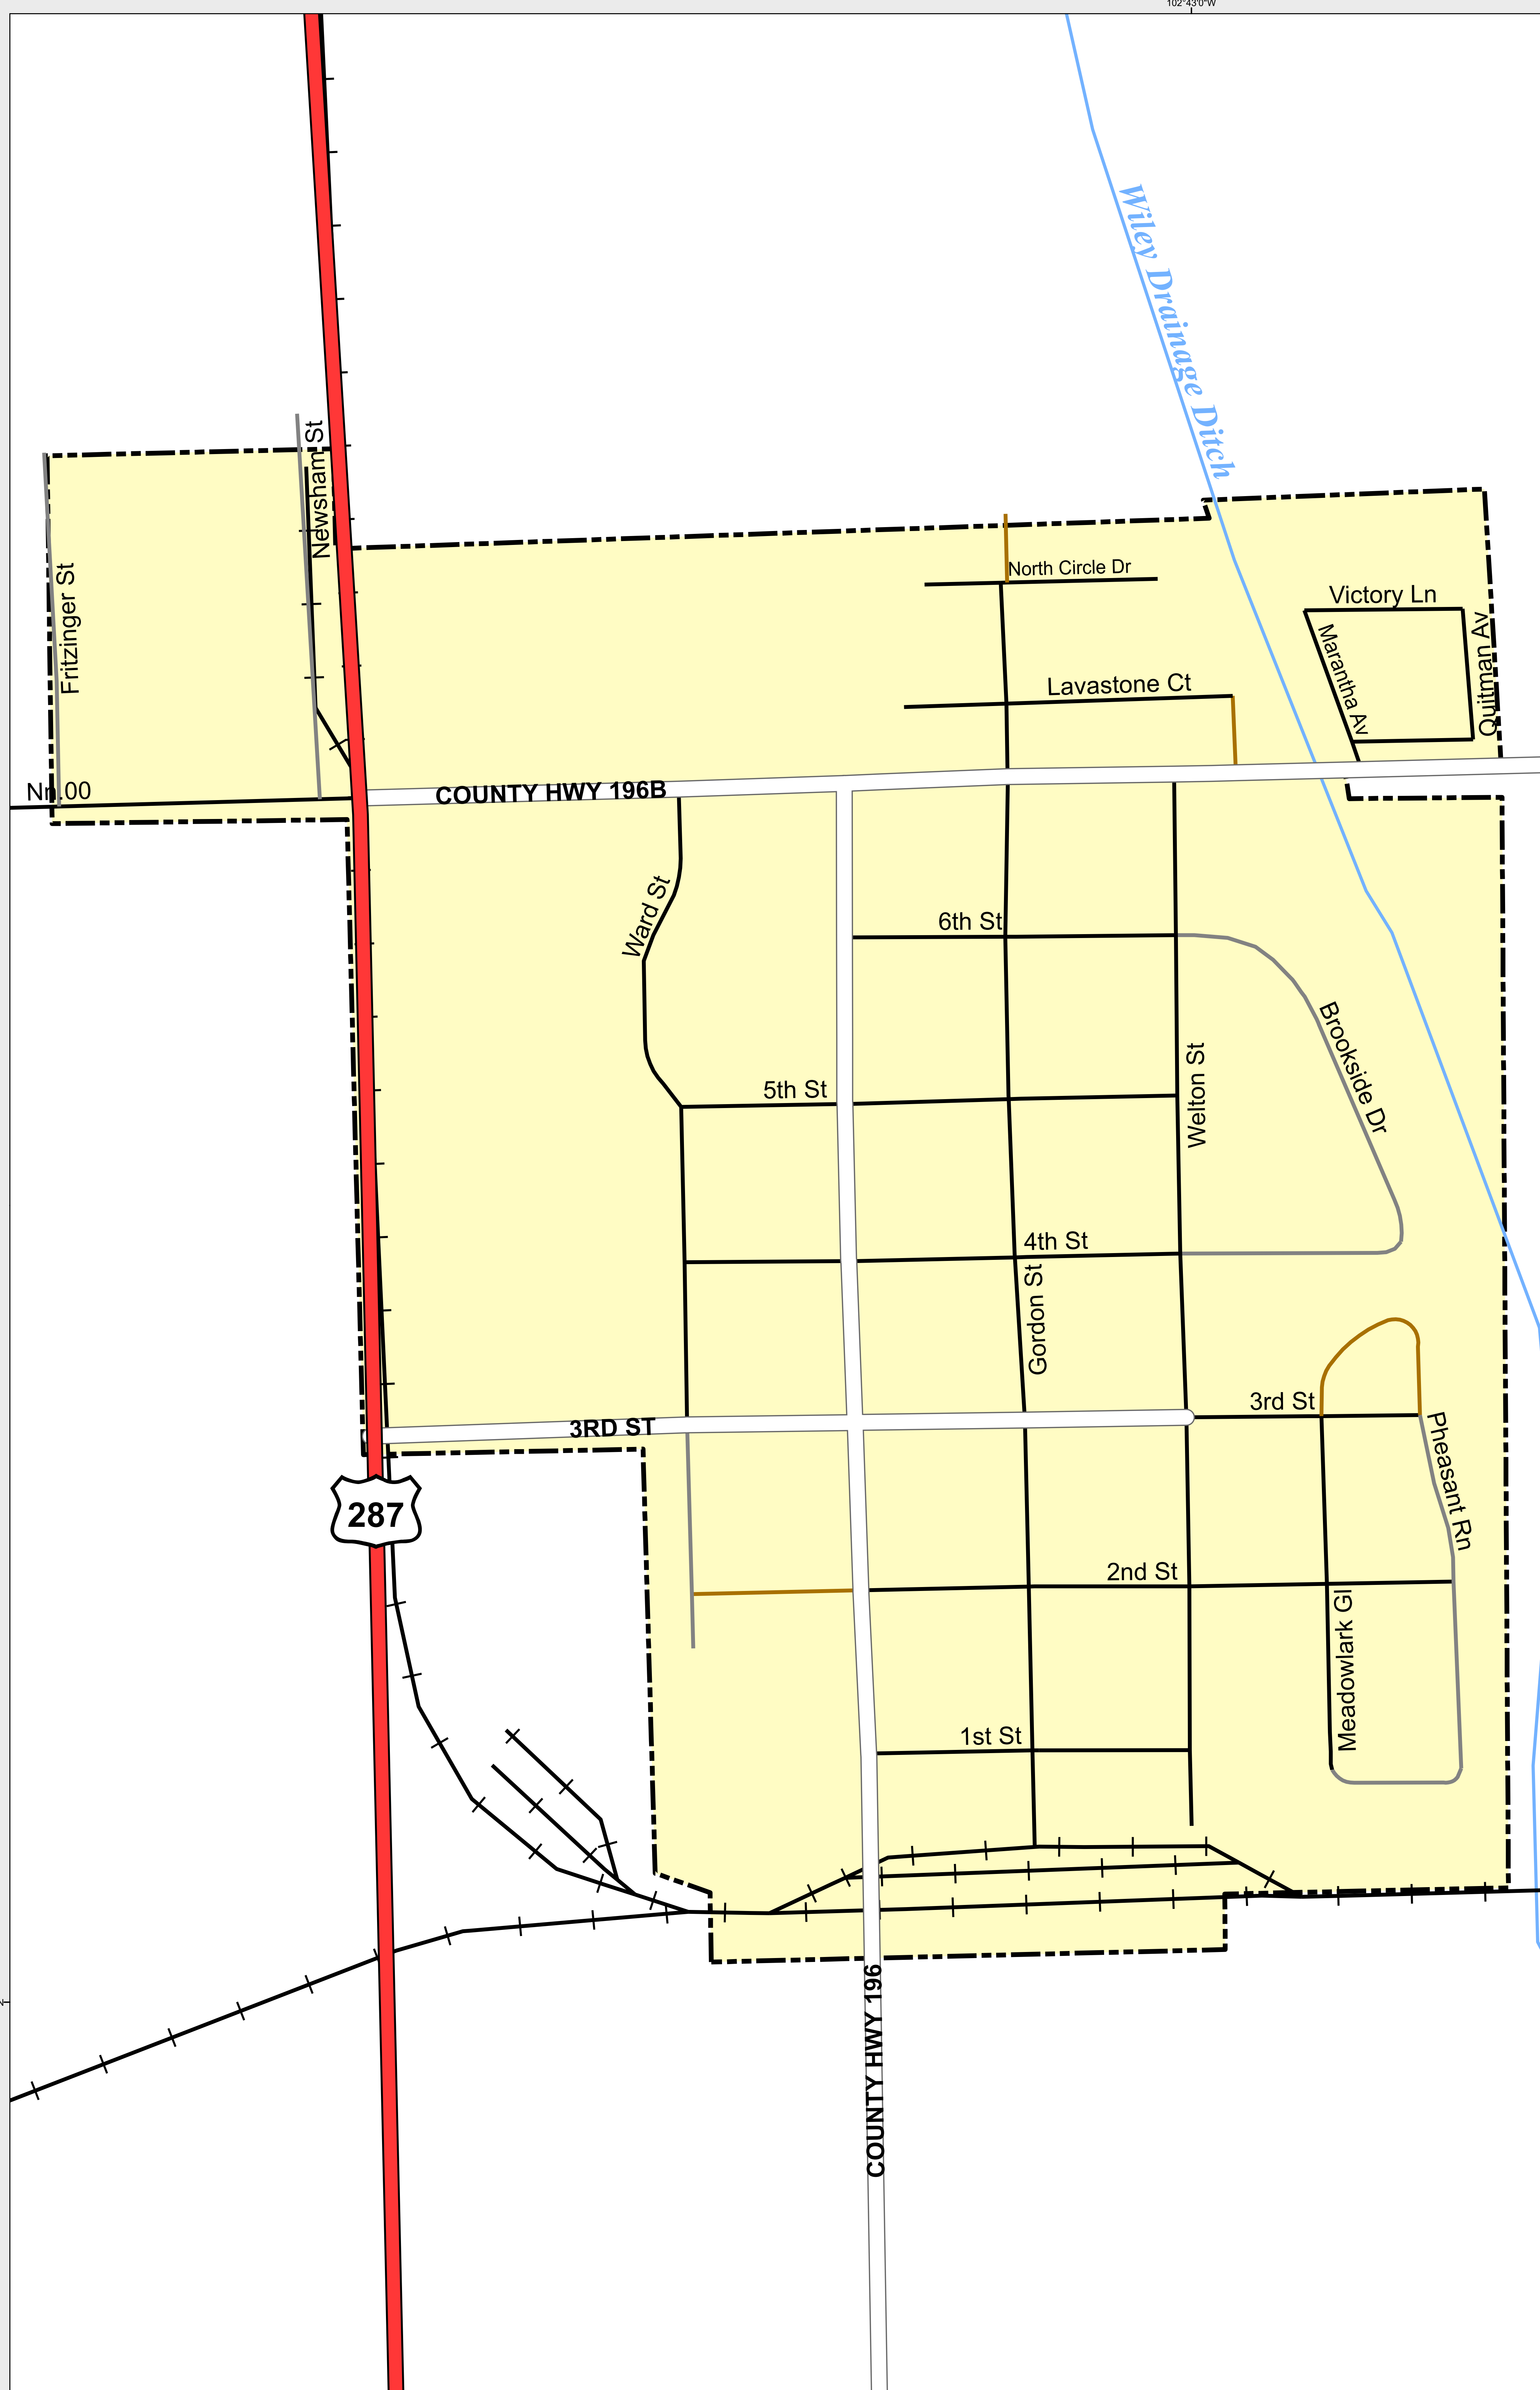 102°43'0"W
Wiley Drainage Ditch
Newsham St
Fritzinger St
North Circle Dr
Victory Ln
Marantha Av
Quitman Av
Lavastone Ct
Nn.00
COUNTY HWY 196B
Ward St
6th St
Brookside Dr
Welton St
5th St
4th St
Gordon St
3rd St
3RD ST
Pheasant Rn
287
2nd St
Meadowlark Gl
1st St
COUNTY HWY 196